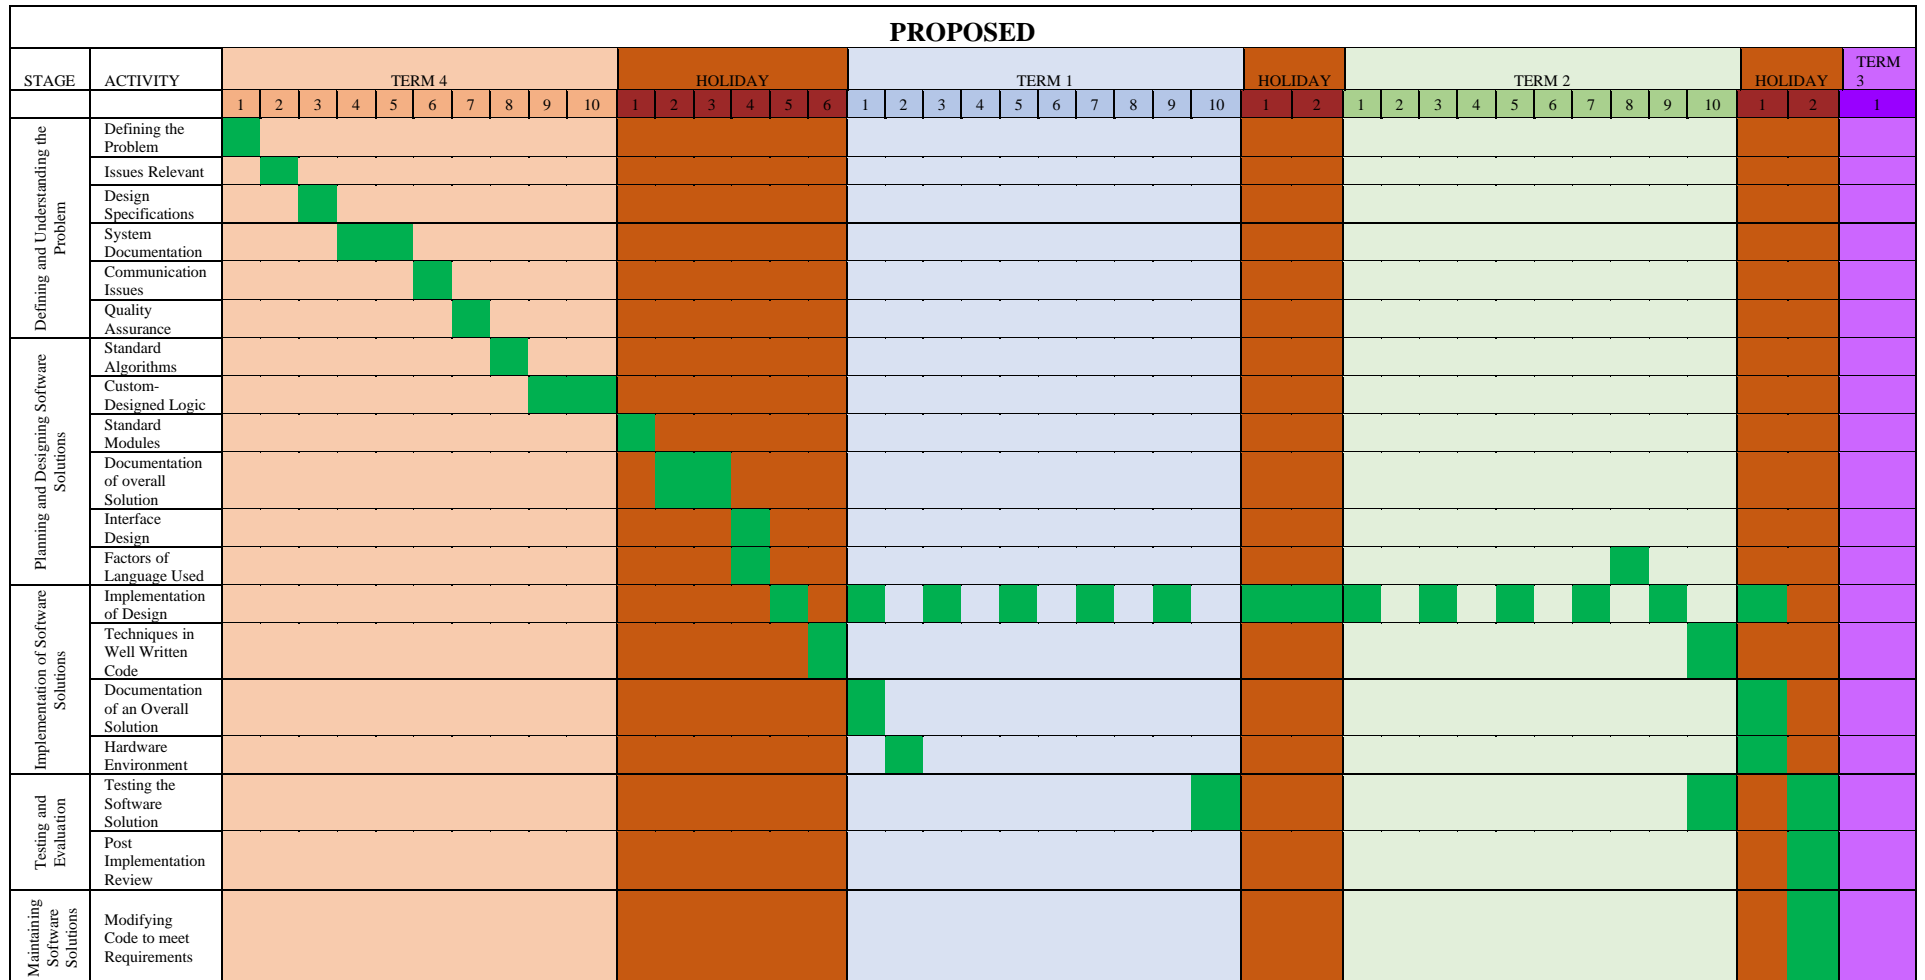 PROPOSED
STAGE ACTIVITY TERM 4 HOLIDAY TERM 1 HOLIDAY TERM 2 HOLIDAY TERM
3
1 2 3 4 5 6 7 8 9 10 1 2 3 4 5 6 1 2 3 4 5 6 7 8 9 10 1 2 1 2 3 4 5 6 7 8 9 10 1 2 1
Defining and Understanding the
Problem
Defining the
Problem
Issues Relevant
Design
Specifications
System
Documentation
Communication
Issues
Quality
Assurance
Planning and Designing Software
Solutions
Standard
Algorithms
Custom-
Designed Logic
Standard
Modules
Documentation
of overall
Solution
Interface
Design
Factors of
Language Used
Implementation of Software
Solutions
Implementation
of Design
Techniques in
Well Written
Code
Documentation
of an Overall
Solution
Hardware
Environment
Testing and
Evaluation
Testing the
Software
Solution
Post
Implementation
Review
Maintaining
Software
Solutions
Modifying
Code to meet
Requirements